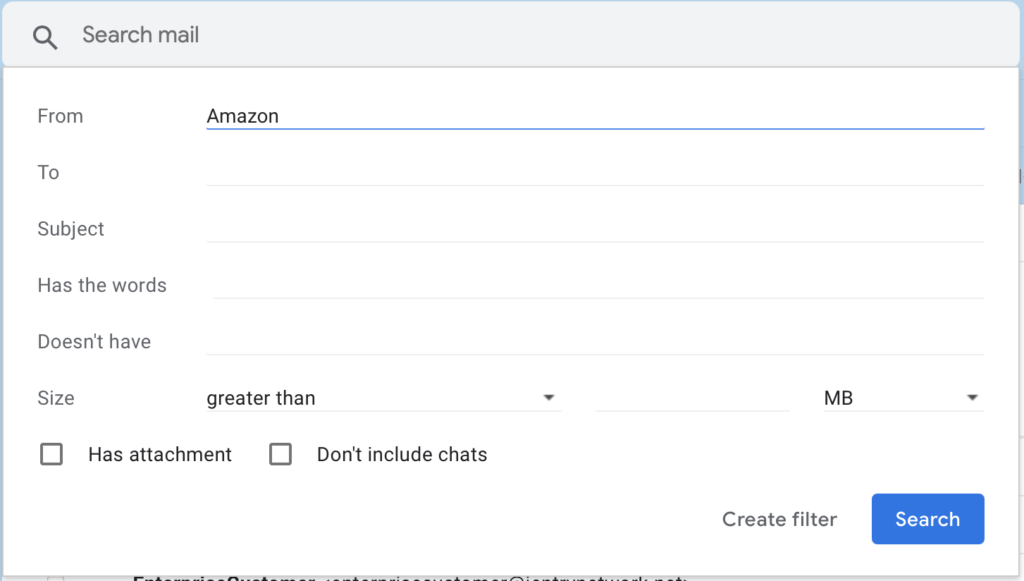 Search mail
From Amazon
To
Subject
Has the words
Doesn't have
Size greater than MB
Has attachment Don't include chats
Create filter Search